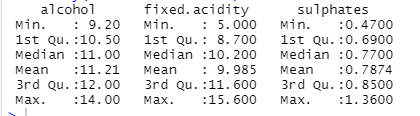 alcohol fixed.acidity sulphates
Min. : 9.20 Min. : 5.000 Min. :0.4700
1st Qu.:10.50 1st Qu.: 8.700 1st Qu.:0.6900
Median :11.00 Median :10.200 Median :0.7700
Mean :11.21 Mean : 9.985 Mean :0.7874
3rd Qu.:12.00 3rd Qu.:11.600 3rd Qu.:0.8500
Max. :14.00 Max. :15.600 Max. :1.3600
>